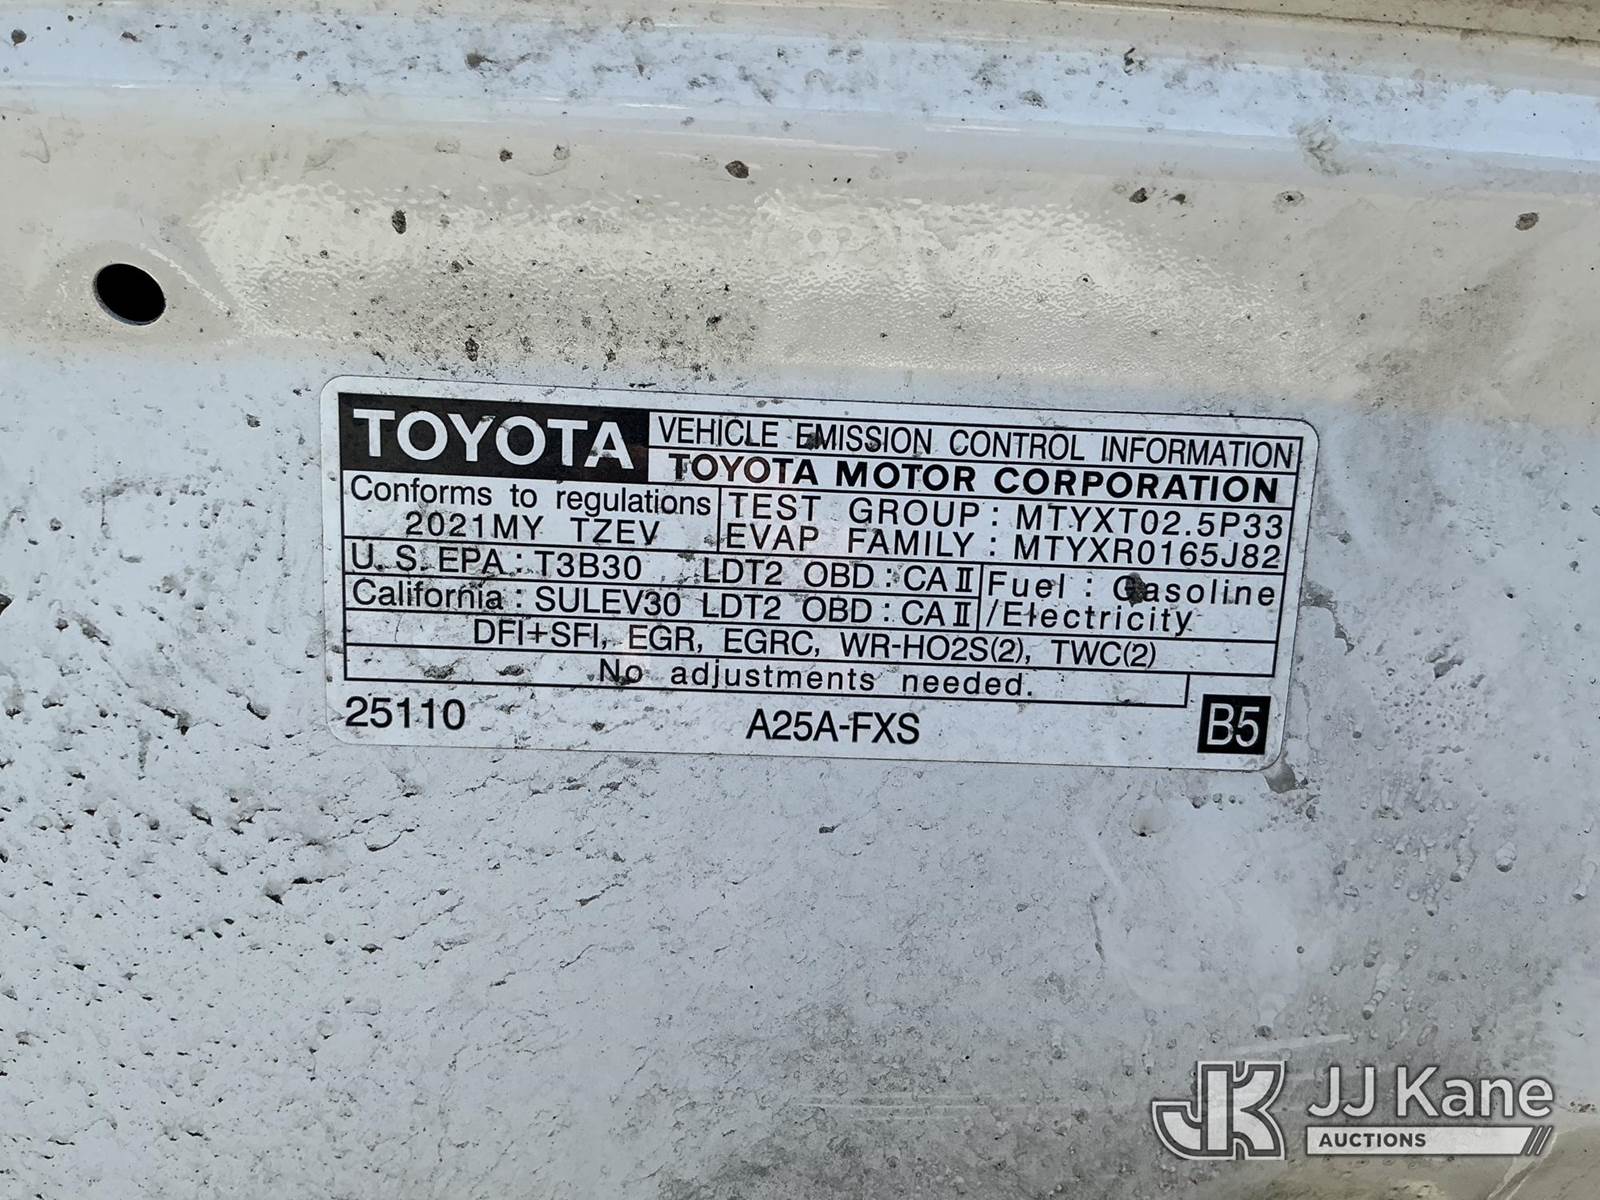 TOYOTA
VEHICLE EMISSION CONTROL INFORMATION
TOYOTA MOTOR CORPORATION
Conforms to regulations
2021MY TZEV
TEST GROUP: MTYXT02.5P33
EVAP FAMILY: MTYXR0165J82
U. S. EPA: T3B30 LDT2 OBD: CA II
California: SULEV30 LDT2 OBD: CA II
Fuel: Gasoline
/Electricity
DFI+SFI, EGR, EGRC, WR-HO2S(2), TWC(2)
No adjustments needed.
25110 A25A-FXS B5
JK JJ Kane
AUCTIONS